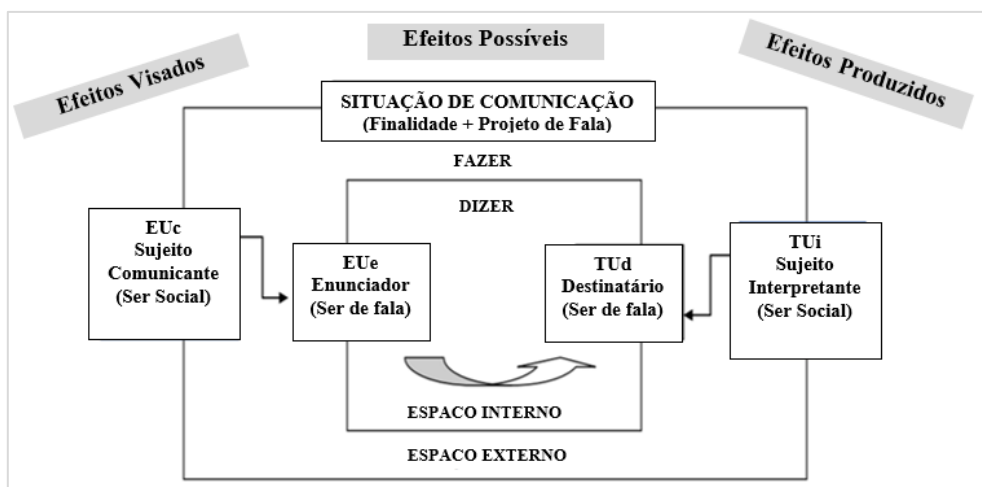 Efeitos Visados
Efeitos Possíveis
Efeitos Produzidos
SITUAÇÃO DE COMUNICAÇÃO
(Finalidade + Projeto de Fala)
FAZER
DIZER
EUc
Sujeito
Comunicante
(Ser Social)
EUe
Enunciador
(Ser de fala)
TUd
Destinatário
(Ser de fala)
TUi
Sujeito
Interpretante
(Ser Social)
ESPACO INTERNO
ESPACO EXTERNO